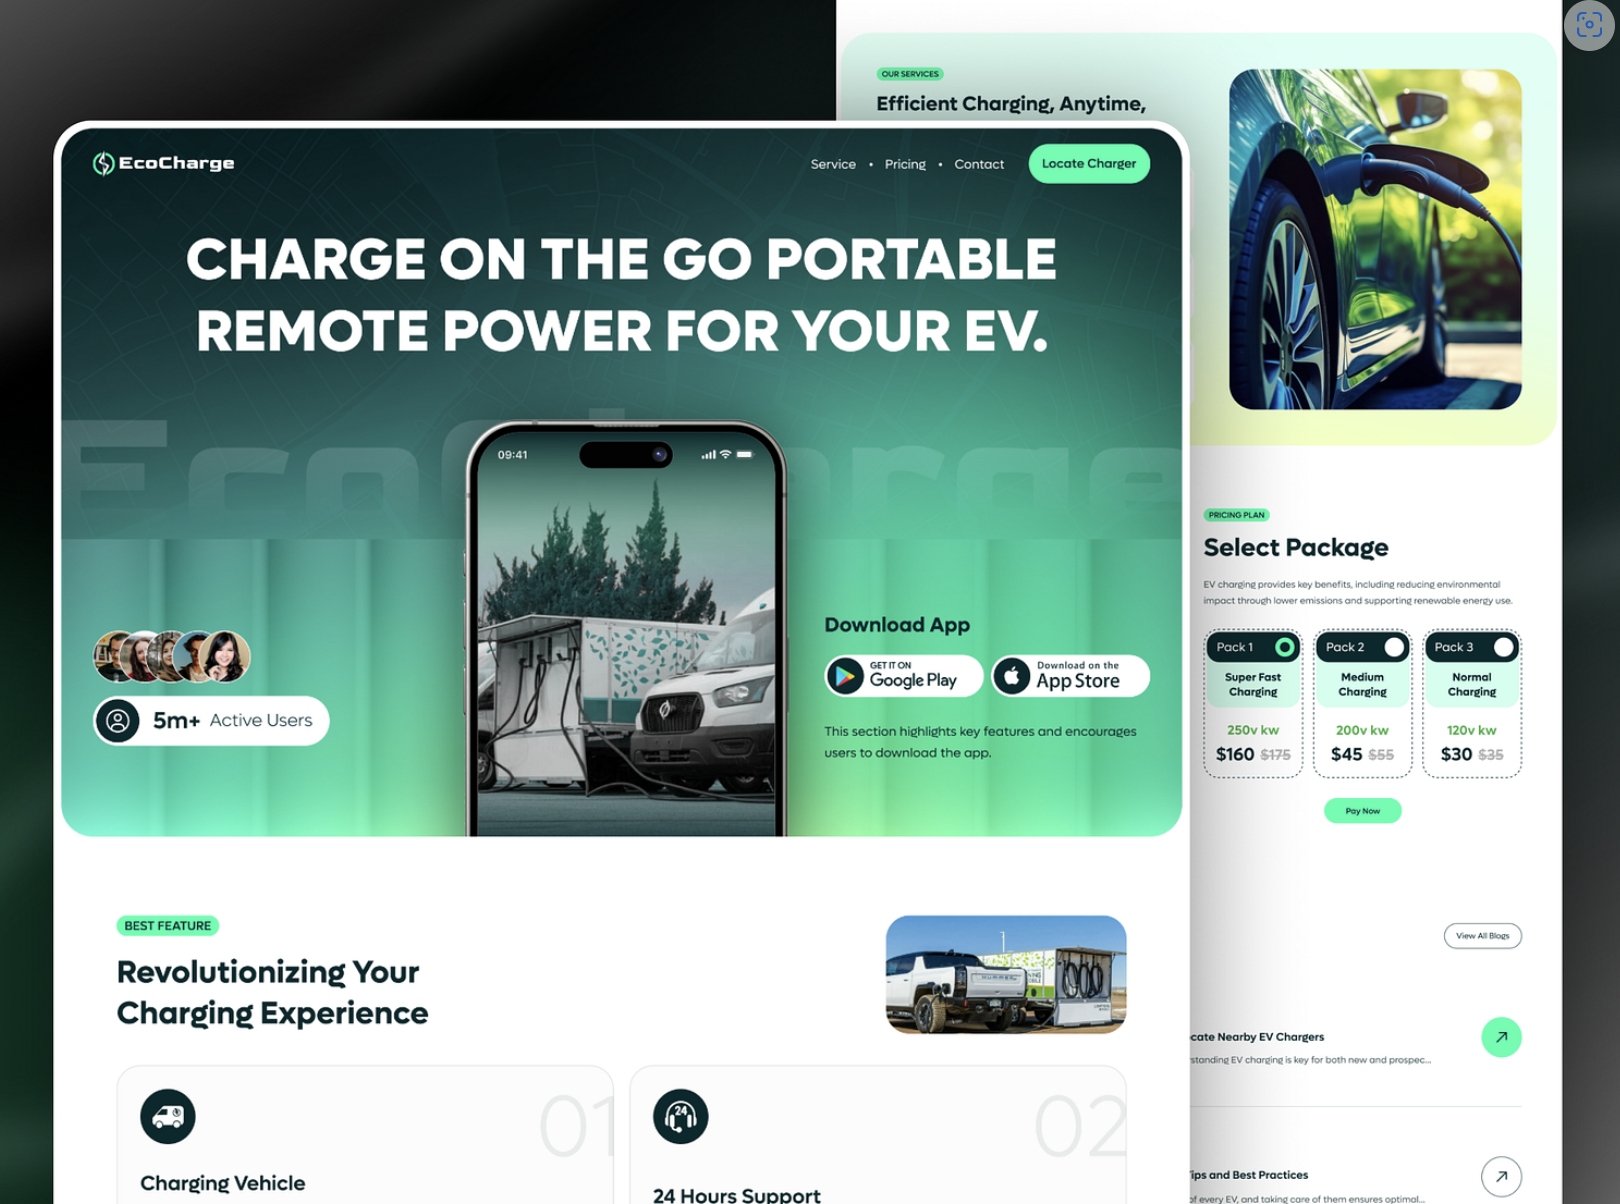 EcoCharge
Service • Pricing • Contact
Locate Charger
CHARGE ON THE GO PORTABLE
REMOTE POWER FOR YOUR EV.
EcoCharge
09:41
5m+ Active Users
Download App
GET IT ON
Google Play
Download on the
App Store
This section highlights key features and encourages
users to download the app.
BEST FEATURE
Revolutionizing Your
Charging Experience
01
Charging Vehicle
24
02
24 Hours Support
OUR SERVICES
Efficient Charging, Anytime,
PRICING PLAN
Select Package
EV charging provides key benefits, including reducing environmental
impact through lower emissions and supporting renewable energy use.
Pack 1
Super Fast
Charging
250v kw
$160 $175
Pack 2
Medium
Charging
200v kw
$45 $55
Pack 3
Normal
Charging
120v kw
$30 $35
Pay Now
View All Blogs
cate Nearby EV Chargers
standing EV charging is key for both new and prospec...
ips and Best Practices
of every EV, and taking care of them ensures optimal...